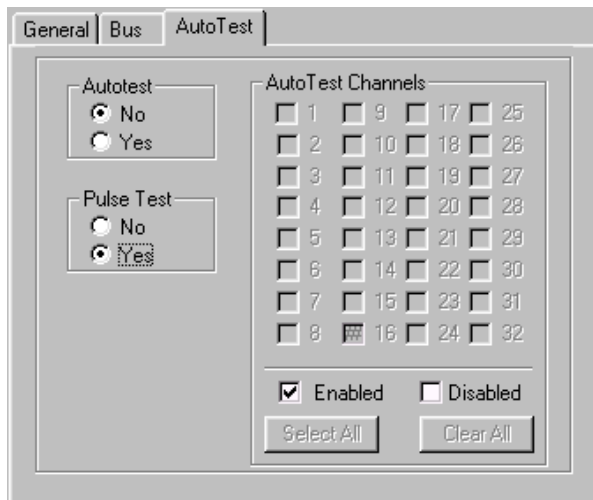 General Bus AutoTest
Autotest
No
Yes
Pulse Test
No
Yes
AutoTest Channels
1 9 17 25
2 10 18 26
3 11 19 27
4 12 20 28
5 13 21 29
6 14 22 30
7 15 23 31
8 16 24 32
Enabled Disabled
Select All Clear All